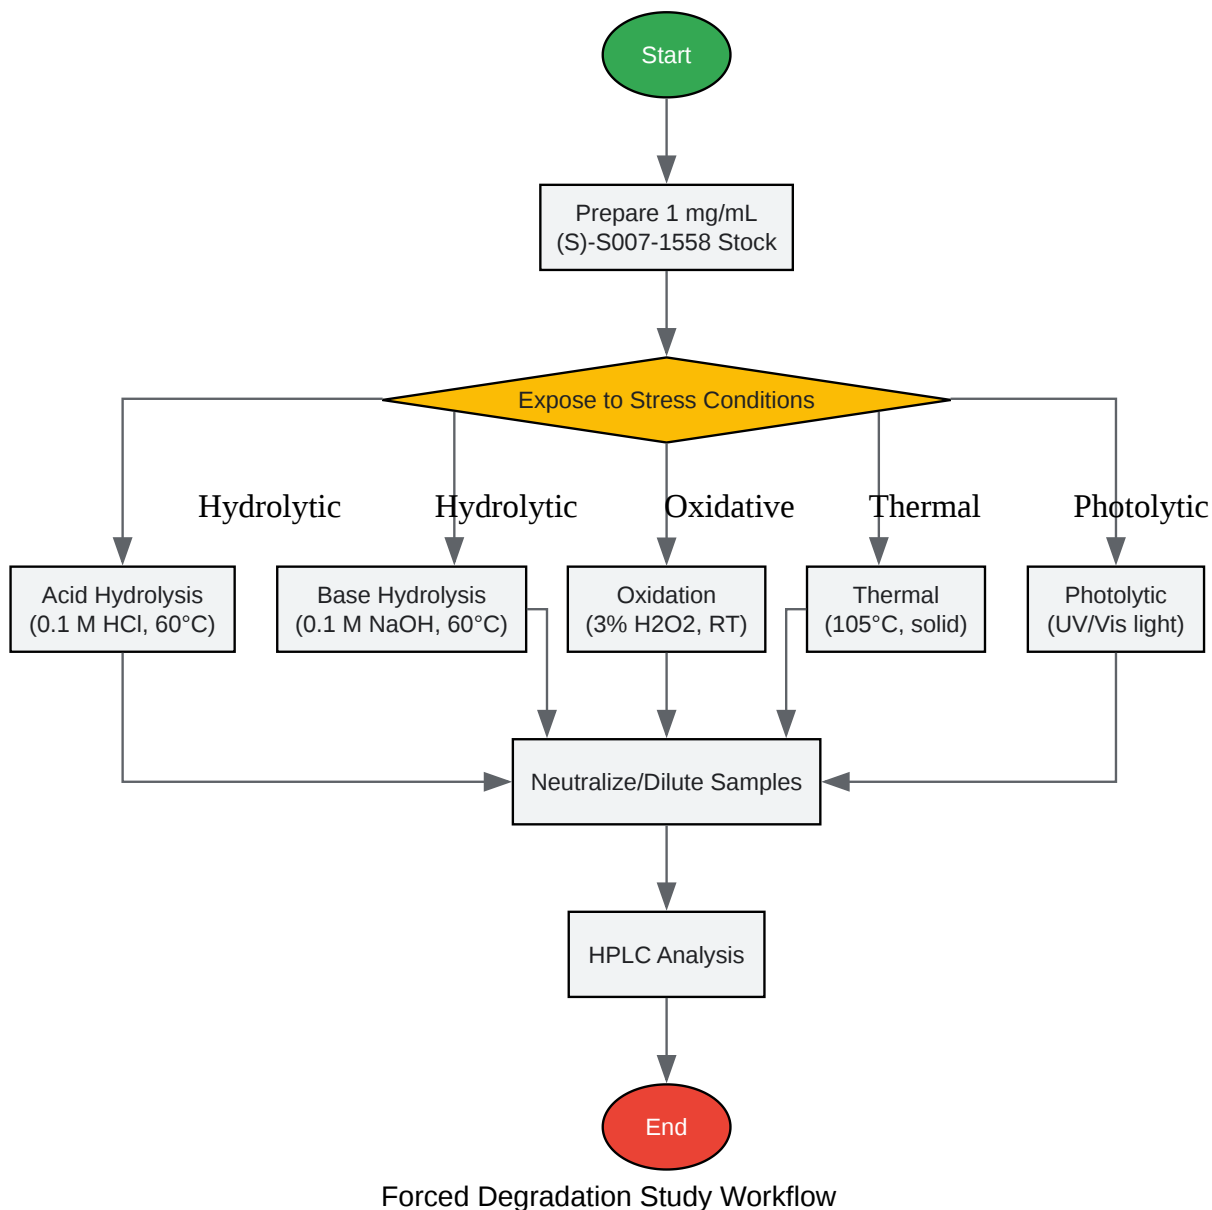 Start
Prepare 1 mg/mL
(S)-S007-1558 Stock
Expose to Stress Conditions
Hydrolytic
Hydrolytic
Oxidative
Thermal
Photolytic
Acid Hydrolysis
(0.1 M HCl, 60°C)
Base Hydrolysis
(0.1 M NaOH, 60°C)
Oxidation
(3% H2O2, RT)
Thermal
(105°C, solid)
Photolytic
(UV/Vis light)
Neutralize/Dilute Samples
HPLC Analysis
End
Forced Degradation Study Workflow